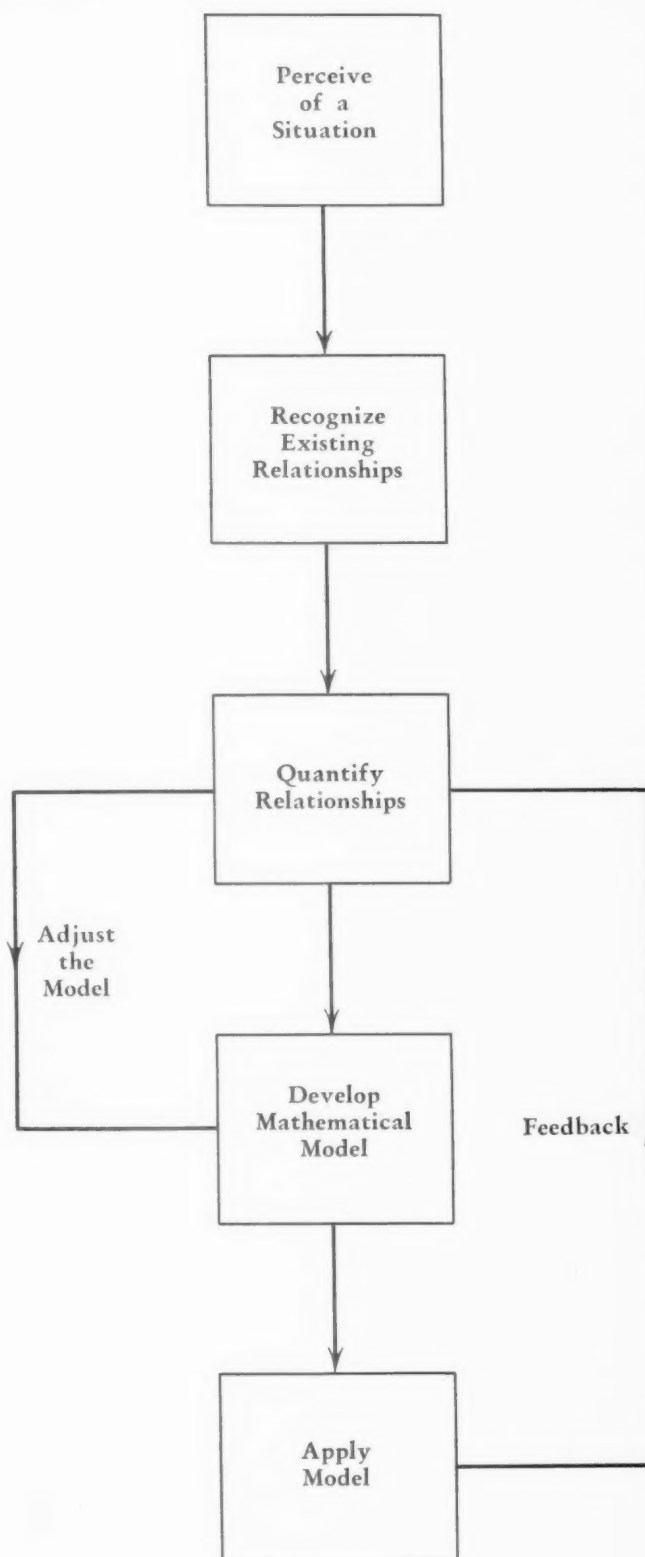 Perceive
of a
Situation
Recognize
Existing
Relationships
Quantify
Relationships
Adjust
the
Model
Develop
Mathematical
Model
Feedback
Apply
Model